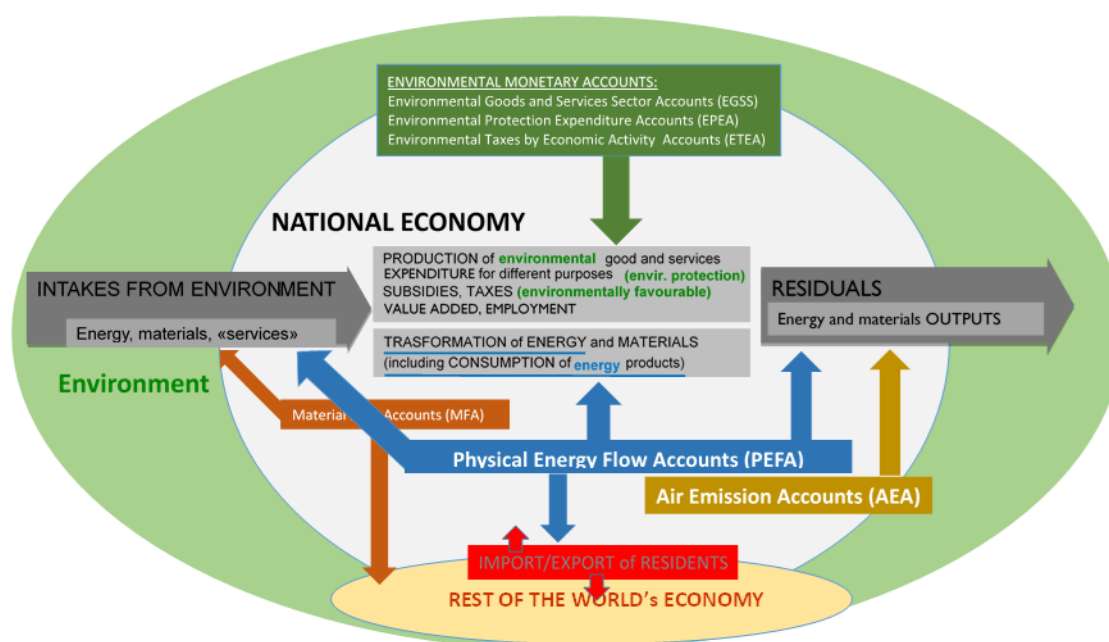 ENVIRONMENTAL MONETARY ACCOUNTS:
Environmental Goods and Services Sector Accounts (EGSS)
Environmental Protection Expenditure Accounts (EPEA)
Environmental Taxes by Economic Activity Accounts (ETEA)
NATIONAL ECONOMY
PRODUCTION of environmental good and services
EXPENDITURE for different purposes (envir. protection)
SUBSIDIES, TAXES (environmentally favourable)
VALUE ADDED, EMPLOYMENT
INTAKES FROM ENVIRONMENT
Energy, materials, «services»
RESIDUALS
Energy and materials OUTPUTS
TRASFORMATION of ENERGY and MATERIALS
(including CONSUMPTION of energy products)
Environment
Material Accounts (MFA)
Physical Energy Flow Accounts (PEFA)
Air Emission Accounts (AEA)
IMPORT/EXPORT of RESIDENTS
REST OF THE WORLD's ECONOMY